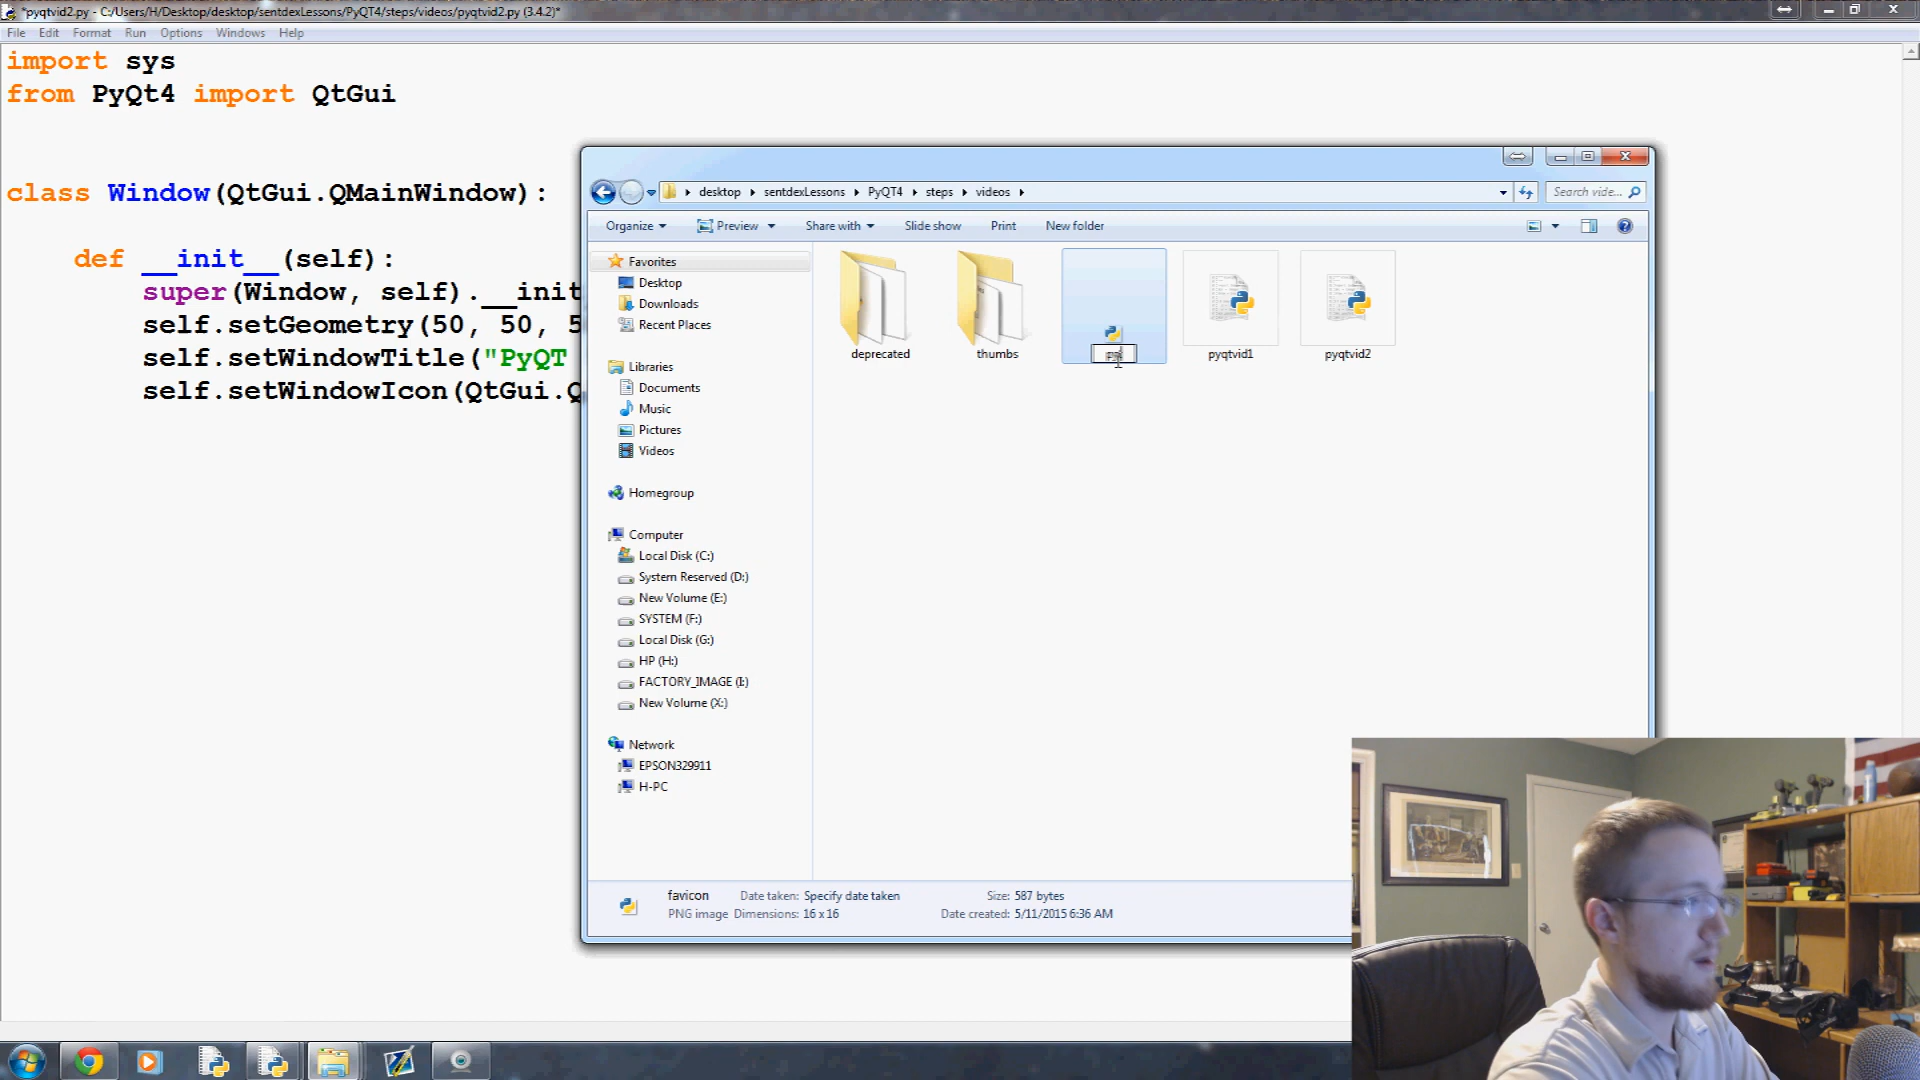 *pyqtvid2.py - C:/Users/H/Desktop/desktop/sentdexLessons/PyQT4/steps/videos/pyqtvid2.py (3.4.2)*
File Edit Format Run Options Windows Help
import sys
from PyQt4 import QtGui
class Window(QtGui.QMainWindow):
def __init__(self):
super(Window, self).__init
self.setGeometry(50, 50, 5
self.setWindowTitle("PyQT
self.setWindowIcon(QtGui.Q
desktop sentdexLessons PyQT4 steps videos
Search vide...
Organize Preview Share with Slide show Print New folder
Favorites
Desktop
Downloads
Recent Places
Libraries
Documents
Music
Pictures
Videos
Homegroup
Computer
Local Disk (C:)
System Reserved (D:)
New Volume (E:)
SYSTEM (F:)
Local Disk (G:)
HP (H:)
FACTORY_IMAGE (I:)
New Volume (X:)
Network
EPSON329911
H-PC
deprecated thumbs pyqtvid1 pyqtvid2
favicon Date taken: Specify date taken Size: 587 bytes
PNG image Dimensions: 16 x 16 Date created: 5/11/2015 6:36 AM